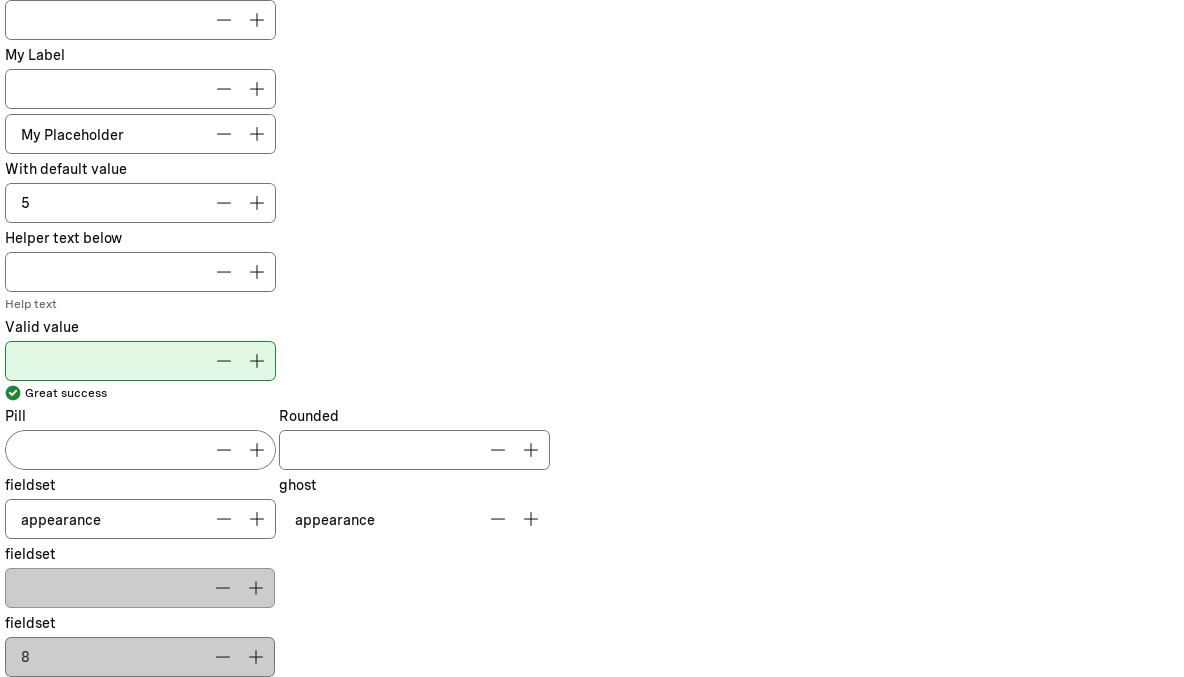 My Label
My Placeholder
With default value
5
Helper text below
Help text
Valid value
Great success
Pill
Rounded
fieldset
ghost
appearance
appearance
fieldset
fieldset
8